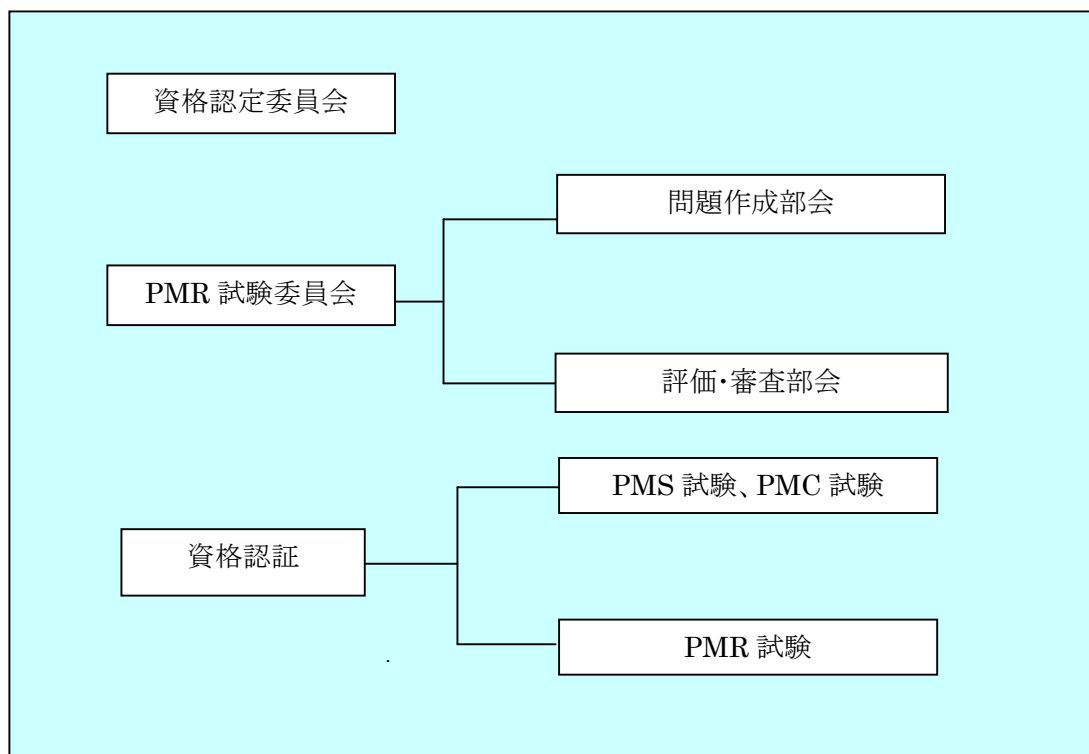 資格認定委員会
問題作成部会
PMR 試験委員会
評価・審査部会
PMS 試験、PMC 試験
資格認証
PMR 試験